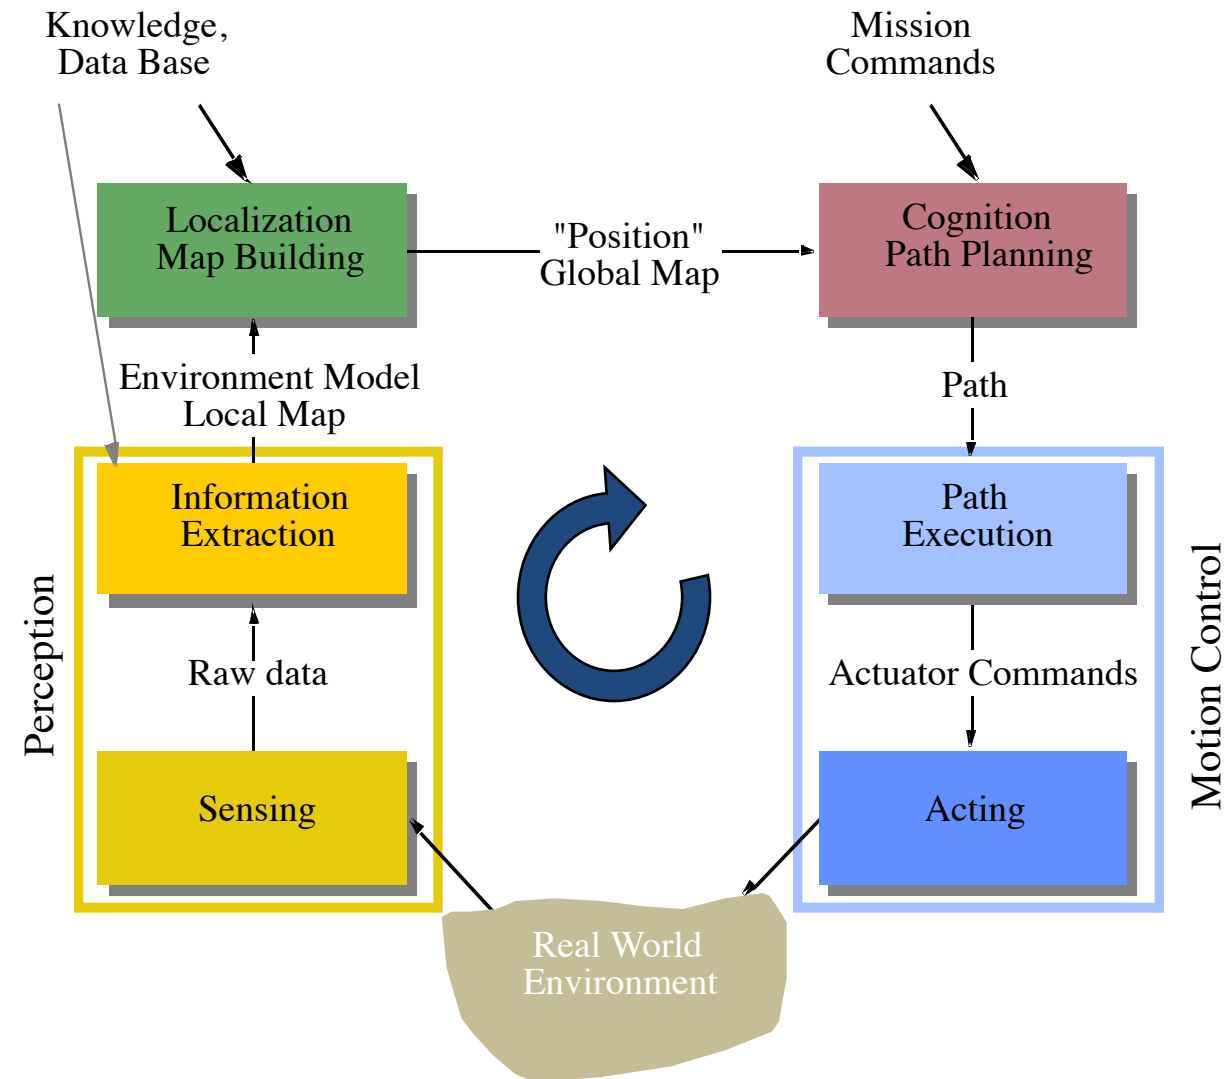 Knowledge,
Data Base
Mission
Commands
Localization
Map Building
"Position"
Global Map
Cognition
Path Planning
Environment Model
Local Map
Path
Information
Extraction
Path
Execution
Perception
Motion Control
Raw data
Actuator Commands
Sensing
Acting
Real World
Environment